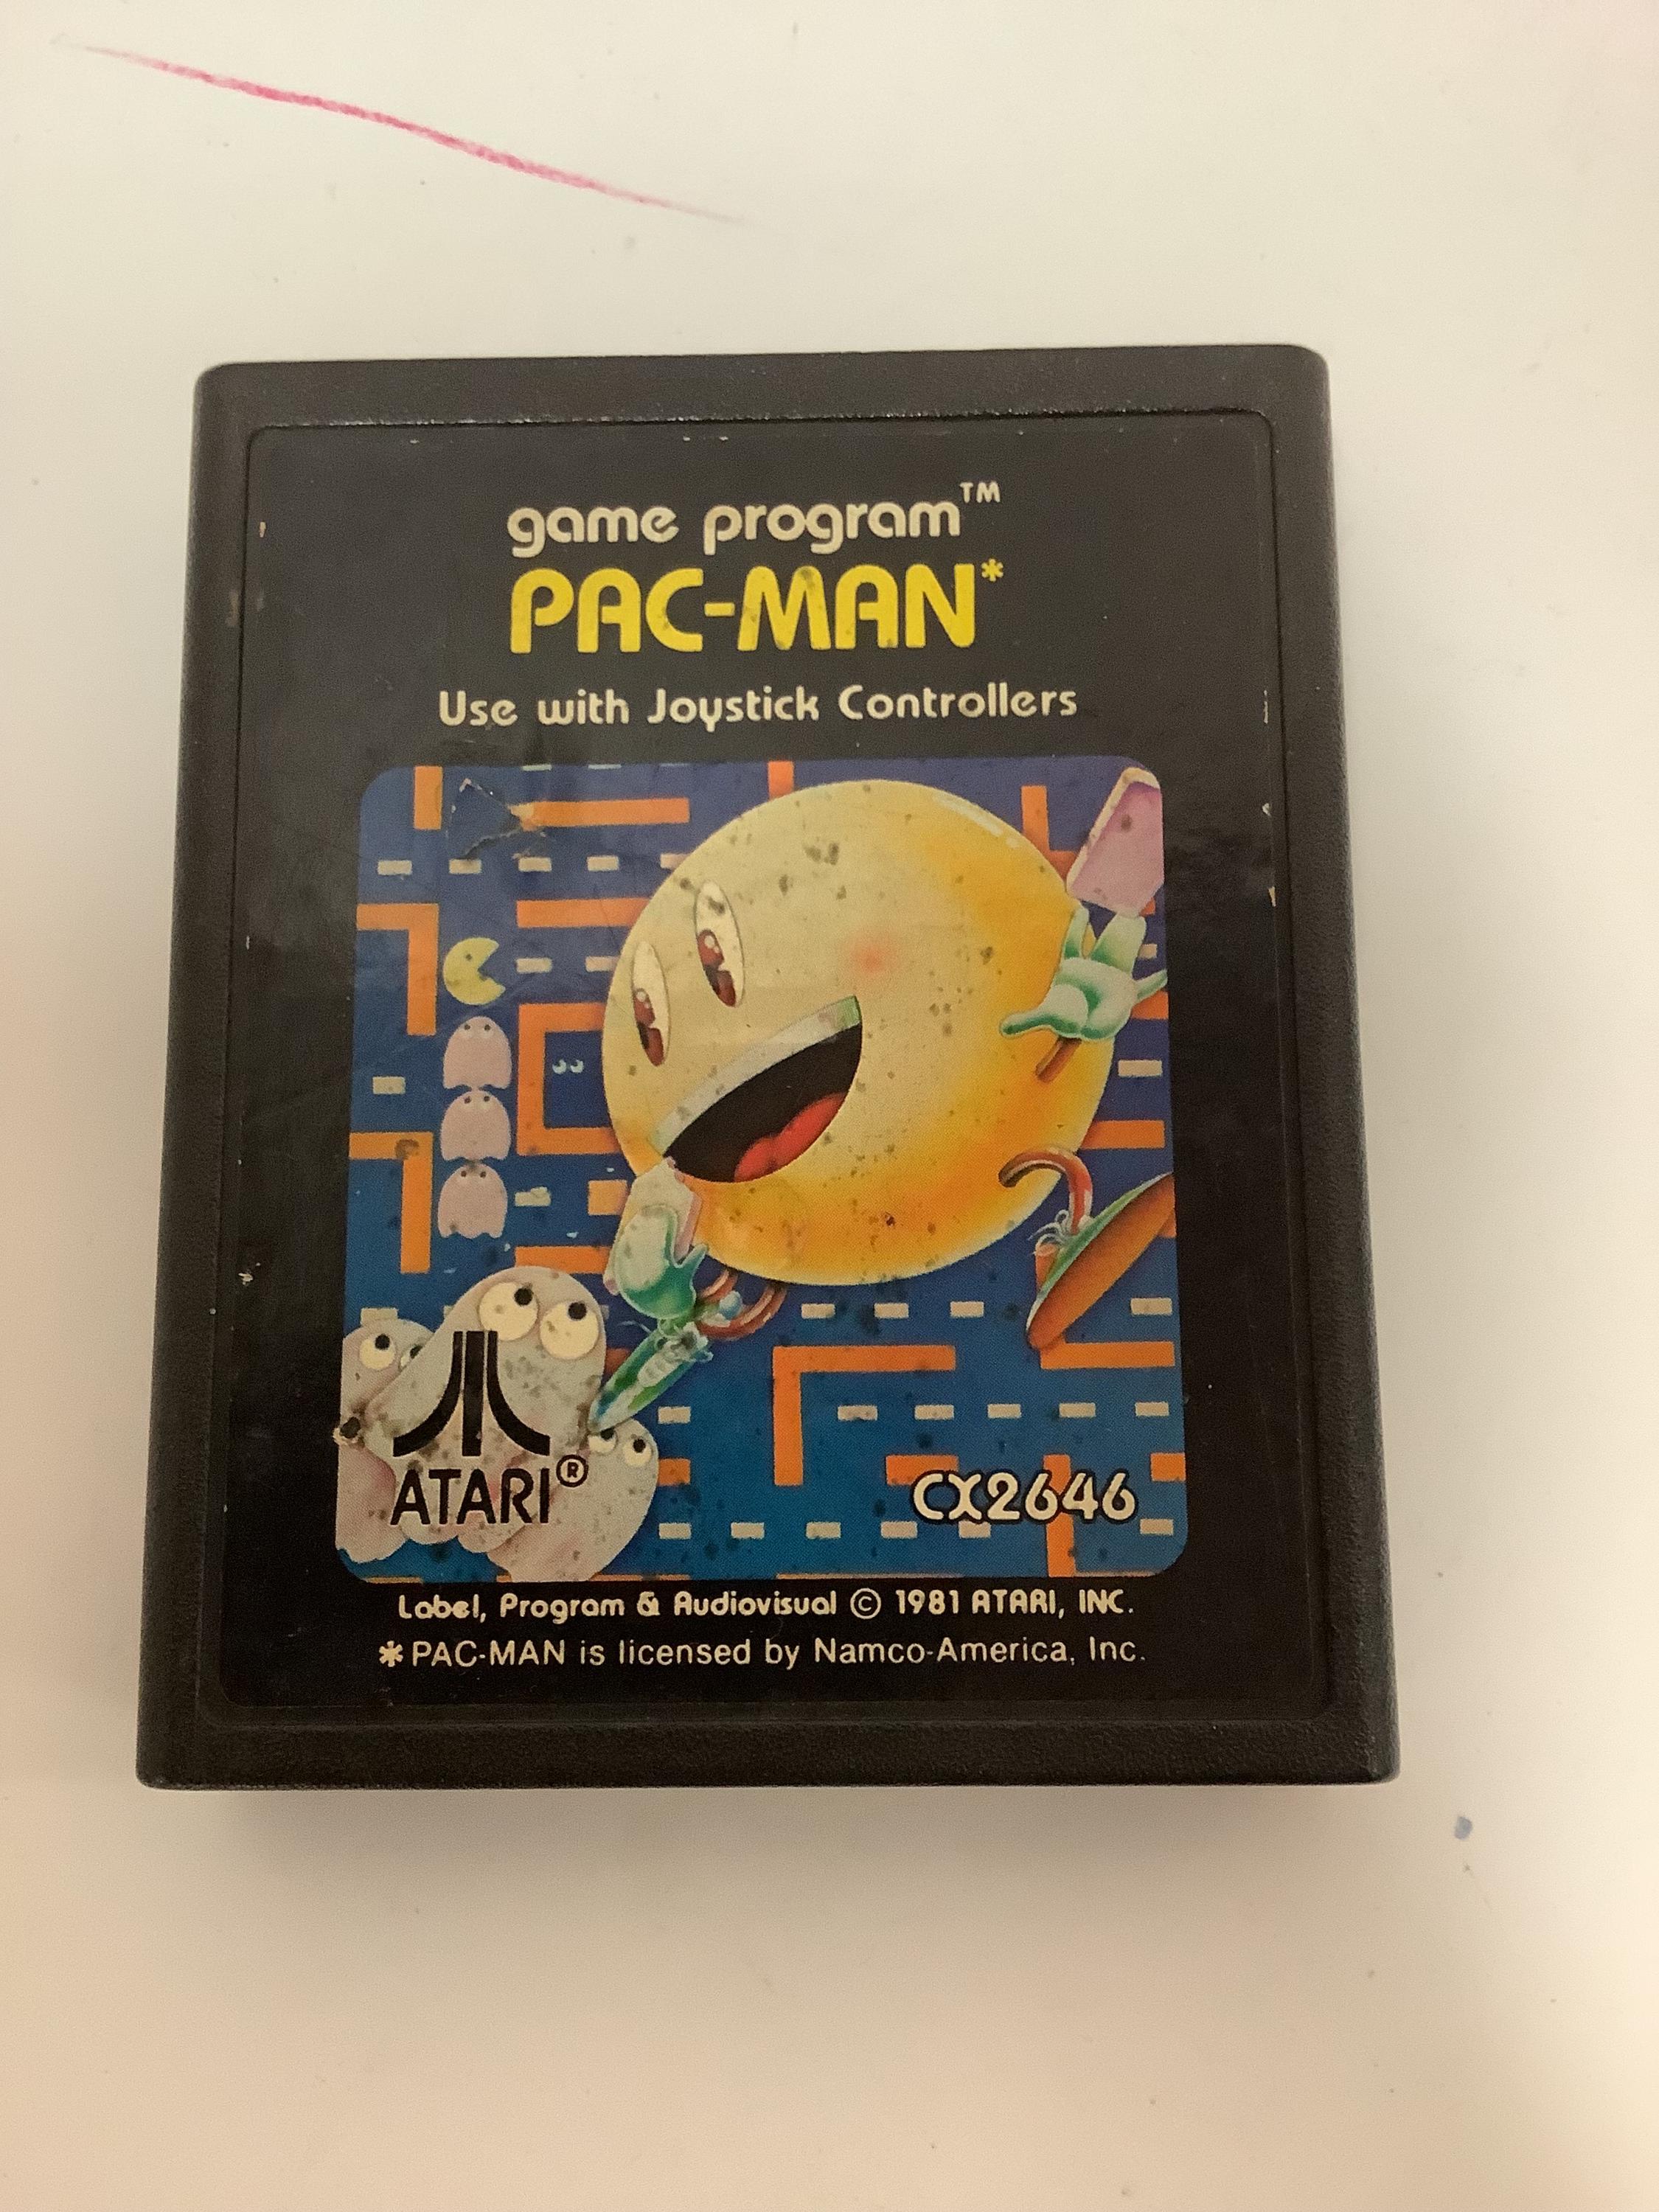 game program™
PAC-MAN*
Use with Joystick Controllers
ATARI®
CX2646
Label, Program & Audiovisual © 1981 ATARI, INC.
* PAC-MAN is licensed by Namco-America, Inc.